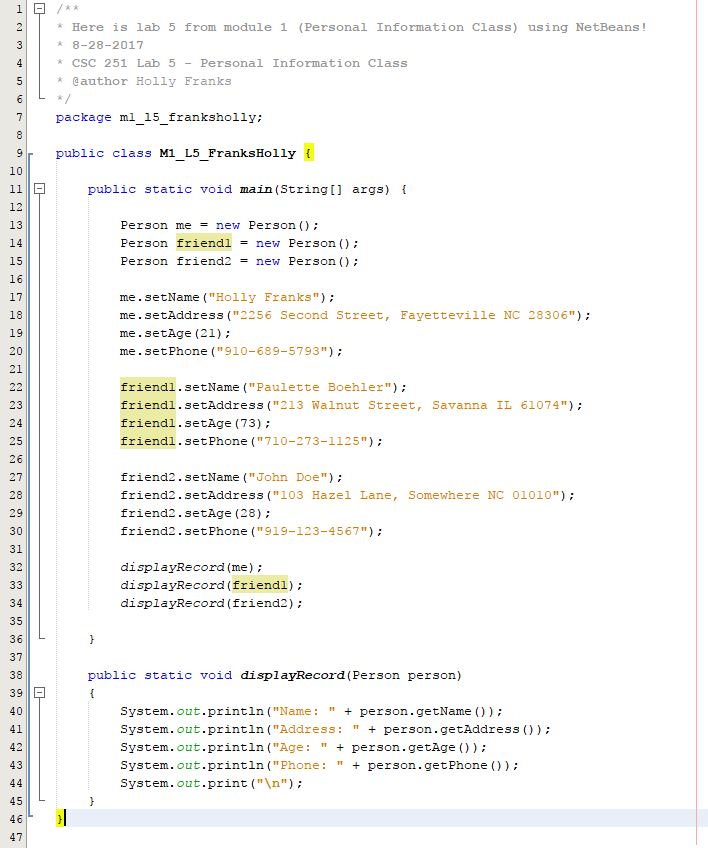 1 /**
2 * Here is lab 5 from module 1 (Personal Information Class) using NetBeans!
3 * 8-28-2017
4 * CSC 251 Lab 5 - Personal Information Class
5 * @author Holly Franks
6 */
7 package m1_l5_franksholly;
8
9 public class M1_L5_FranksHolly {
10
11 public static void main(String[] args) {
12
13 Person me = new Person();
14 Person friend1 = new Person();
15 Person friend2 = new Person();
16
17 me.setName("Holly Franks");
18 me.setAddress("2256 Second Street, Fayetteville NC 28306");
19 me.setAge(21);
20 me.setPhone("910-689-5793");
21
22 friend1.setName("Paulette Boehler");
23 friend1.setAddress("213 Walnut Street, Savanna IL 61074");
24 friend1.setAge(73);
25 friend1.setPhone("710-273-1125");
26
27 friend2.setName("John Doe");
28 friend2.setAddress("103 Hazel Lane, Somewhere NC 01010");
29 friend2.setAge(28);
30 friend2.setPhone("919-123-4567");
31
32 displayRecord(me);
33 displayRecord(friend1);
34 displayRecord(friend2);
35
36 }
37
38 public static void displayRecord(Person person)
39 {
40 System.out.println("Name: " + person.getName());
41 System.out.println("Address: " + person.getAddress());
42 System.out.println("Age: " + person.getAge());
43 System.out.println("Phone: " + person.getPhone());
44 System.out.print("\n");
45 }
46 }
47